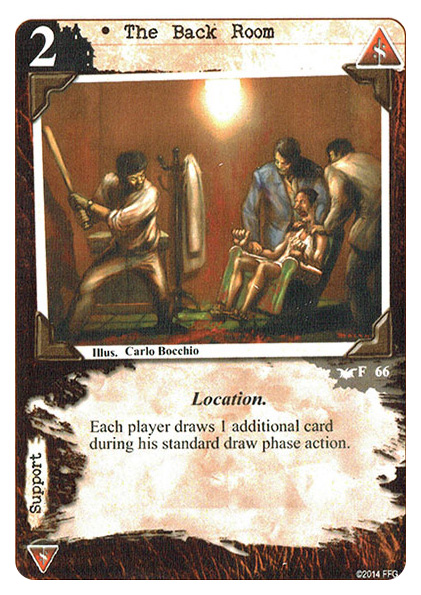 2
• The Back Room
Illus. Carlo Bocchio
F 66
Location.
Each player draws 1 additional card
during his standard draw phase action.
Support
©2014 FFG